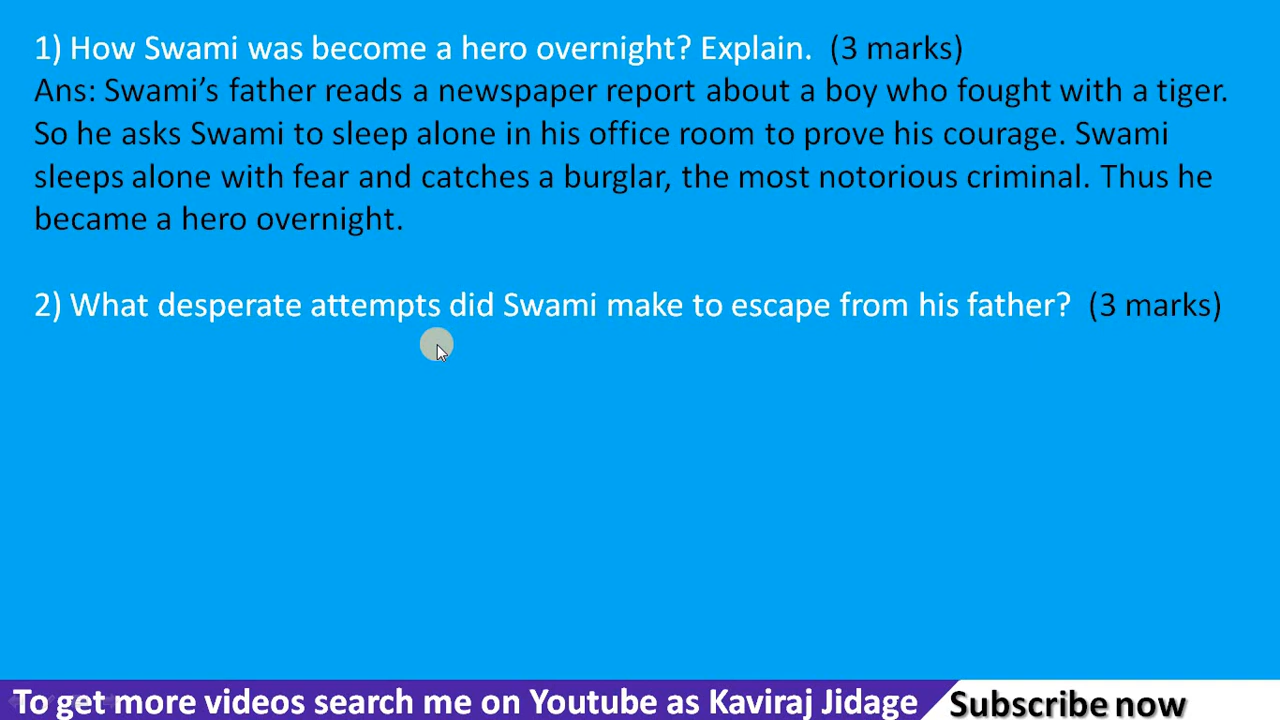 1) How Swami was become a hero overnight? Explain. (3 marks)
Ans: Swami’s father reads a newspaper report about a boy who fought with a tiger.
So he asks Swami to sleep alone in his office room to prove his courage. Swami
sleeps alone with fear and catches a burglar, the most notorious criminal. Thus he
became a hero overnight.
2) What desperate attempts did Swami make to escape from his father? (3 marks)
To get more videos search me on Youtube as Kaviraj Jidage
Subscribe now